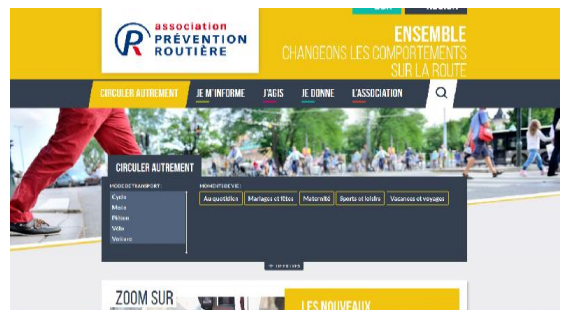 association
PRÉVENTION
ROUTIÈRE
ENSEMBLE
CHANGEONS LES COMPORTEMENTS
SUR LA ROUTE
CIRCULER AUTREMENT
JE M'INFORME
J'AGIS
JE DONNE
L'ASSOCIATION
CIRCULER AUTREMENT
MODE DE TRANSPORT :
MOMENTS DE VIE :
Cyclo
Moto
Piéton
Vélo
Voiture
Au quotidien
Mariages et fêtes
Maternité
Sports et loisirs
Vacances et voyages
ZOOM SUR
LES NOUVEAUX